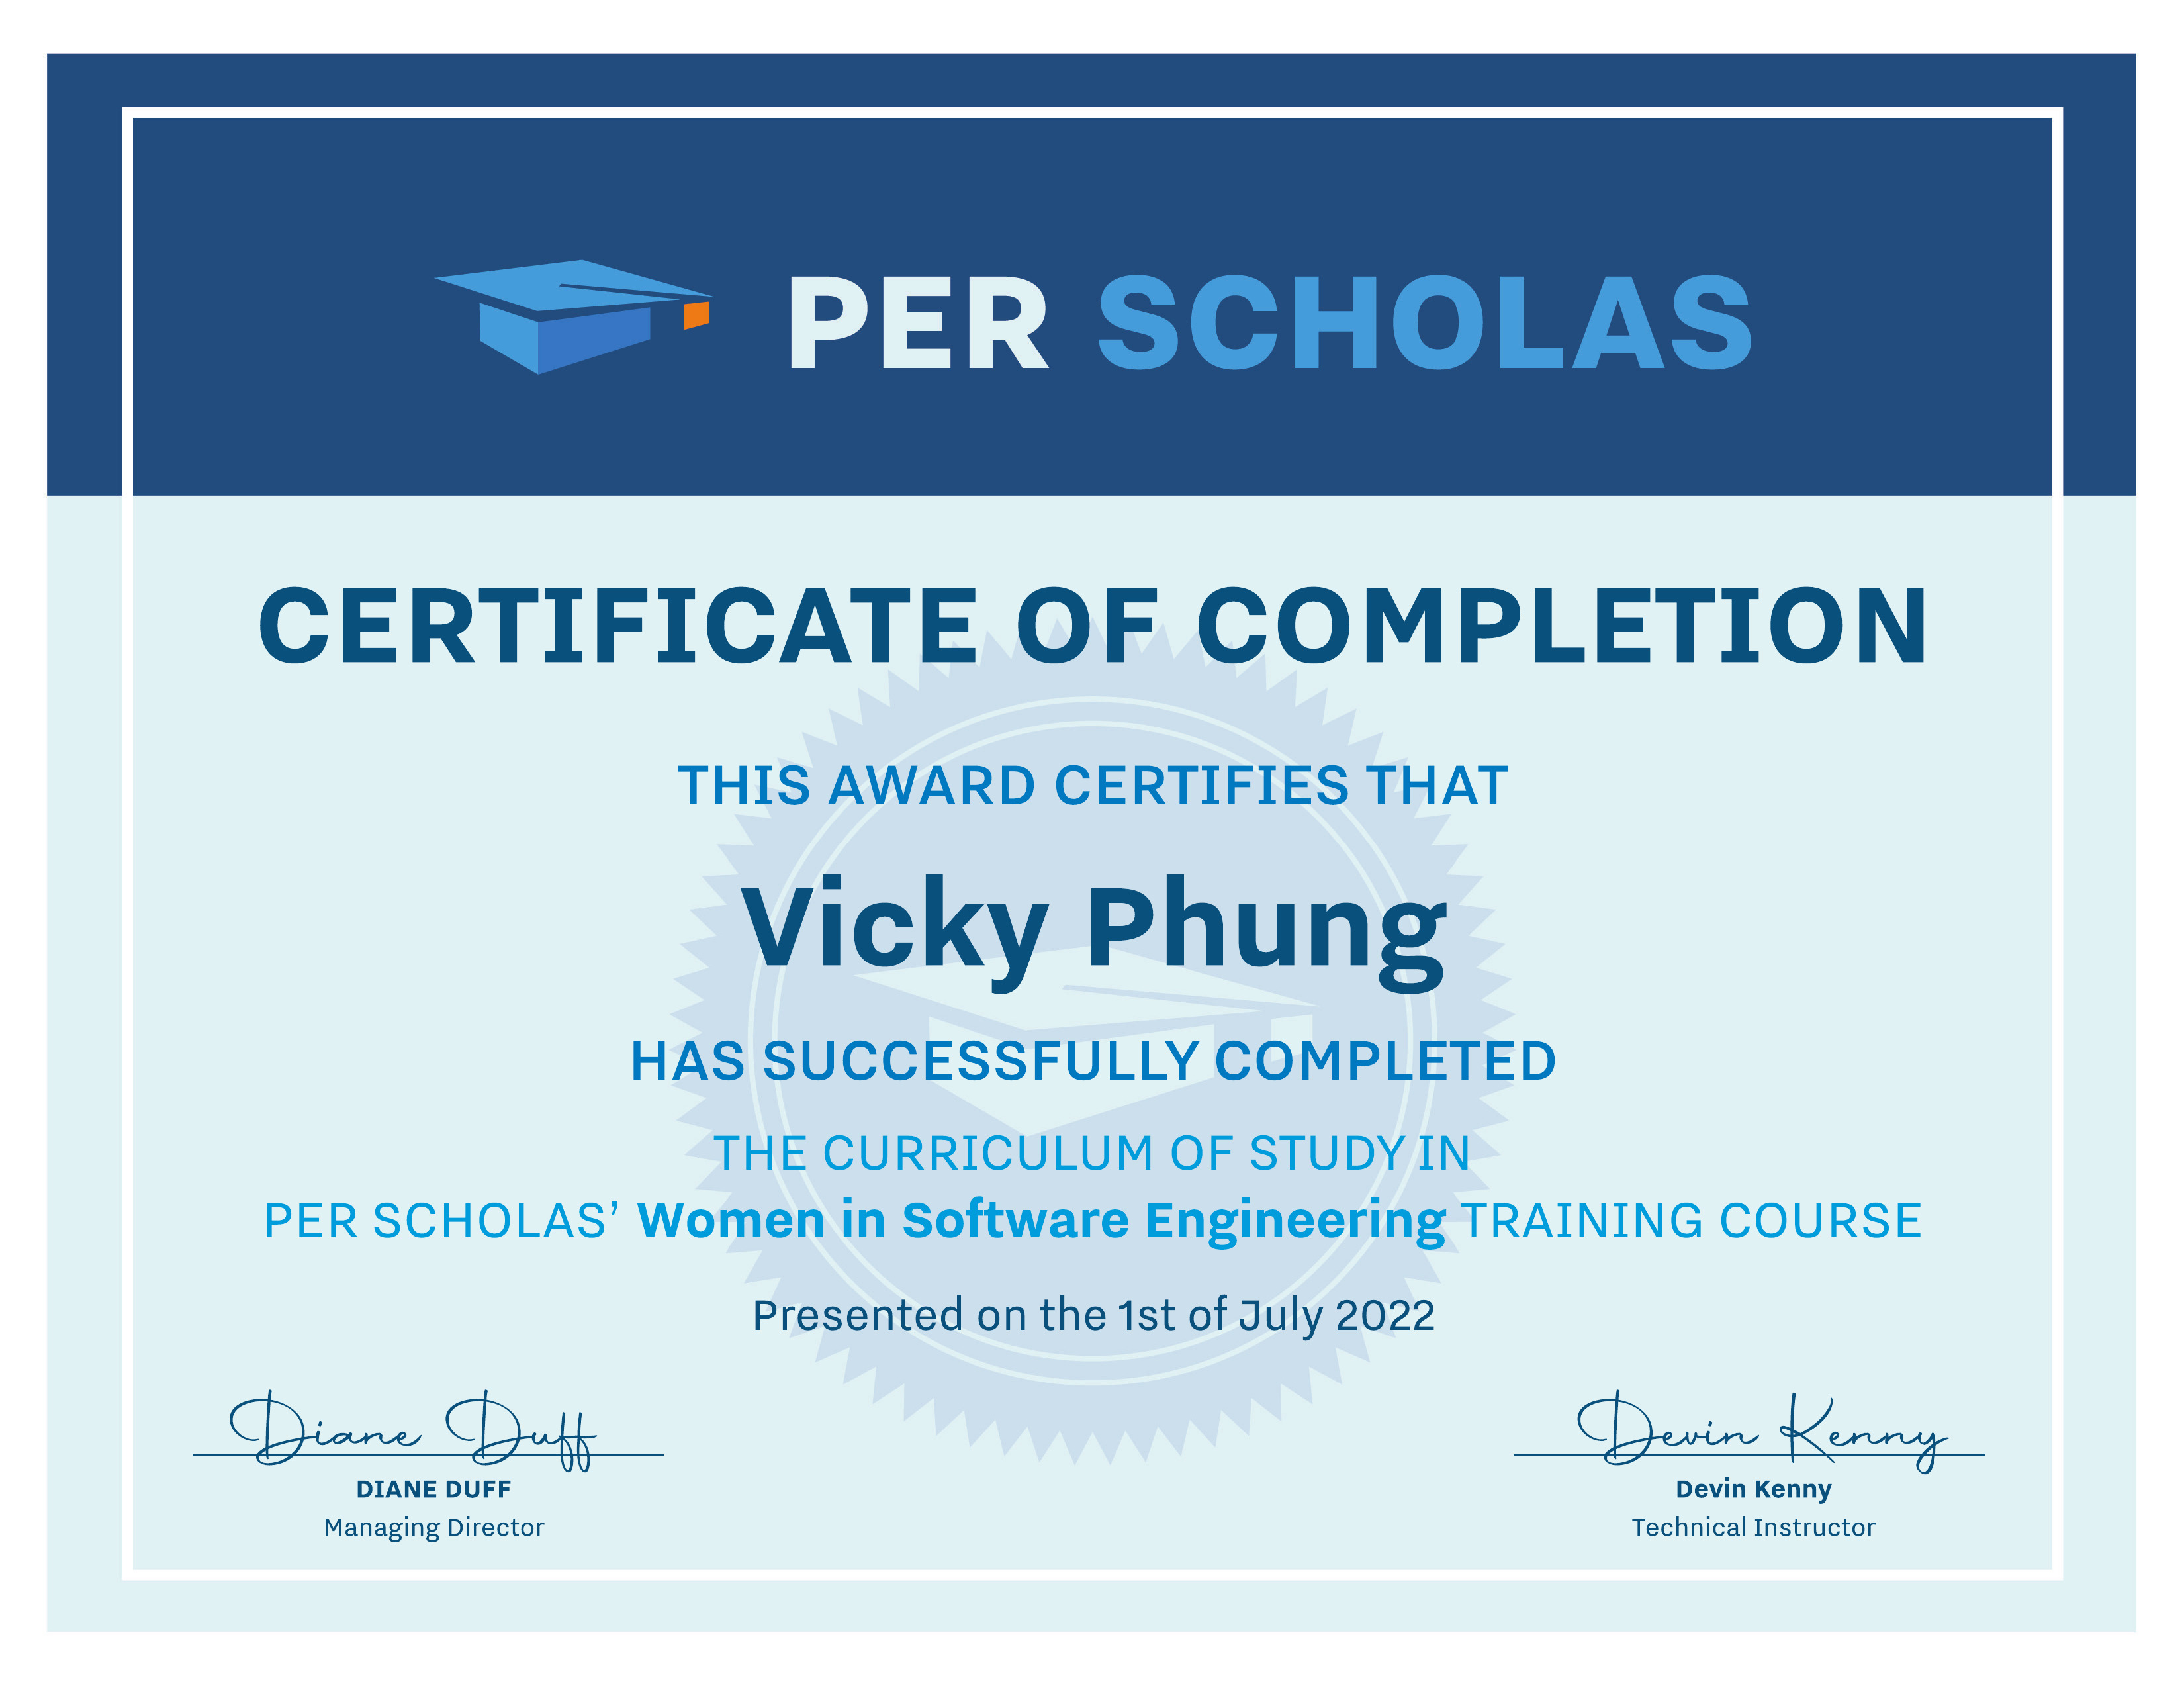 PER SCHOLAS
CERTIFICATE OF COMPLETION
THIS AWARD CERTIFIES THAT
Vicky Phung
HAS SUCCESSFULLY COMPLETED
THE CURRICULUM OF STUDY IN
PER SCHOLAS’ Women in Software Engineering TRAINING COURSE
Presented on the 1st of July 2022
Diane Duff
DIANE DUFF
Managing Director
Devin Kenny
Devin Kenny
Technical Instructor